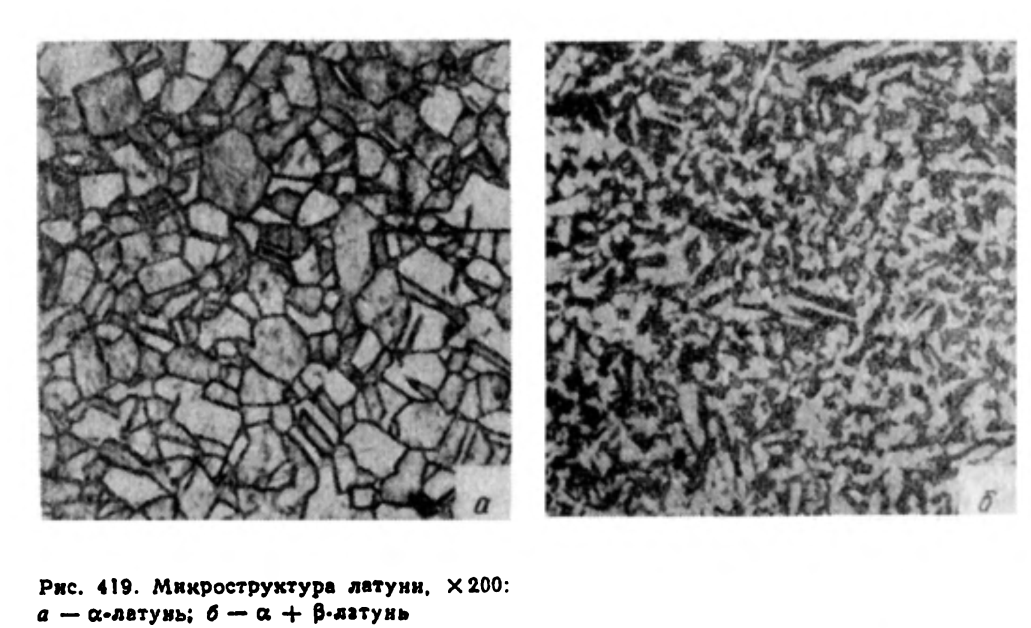 а
б
Рис. 419. Микроструктура латуни, ×200:
а — α-латунь; б — α + β-латунь